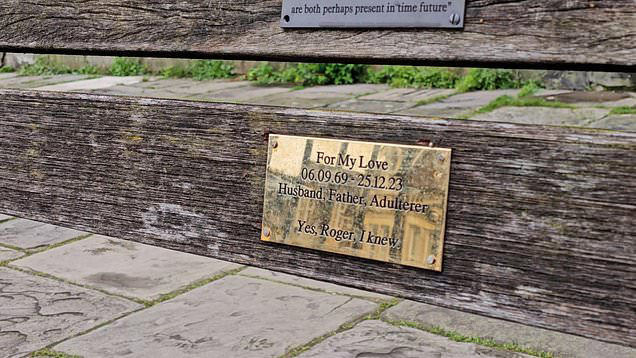 are both perhaps present in time future"
For My Love
06.09.69 - 25.12.23
Husband, Father, Adulterer
Yes, Roger, I knew.